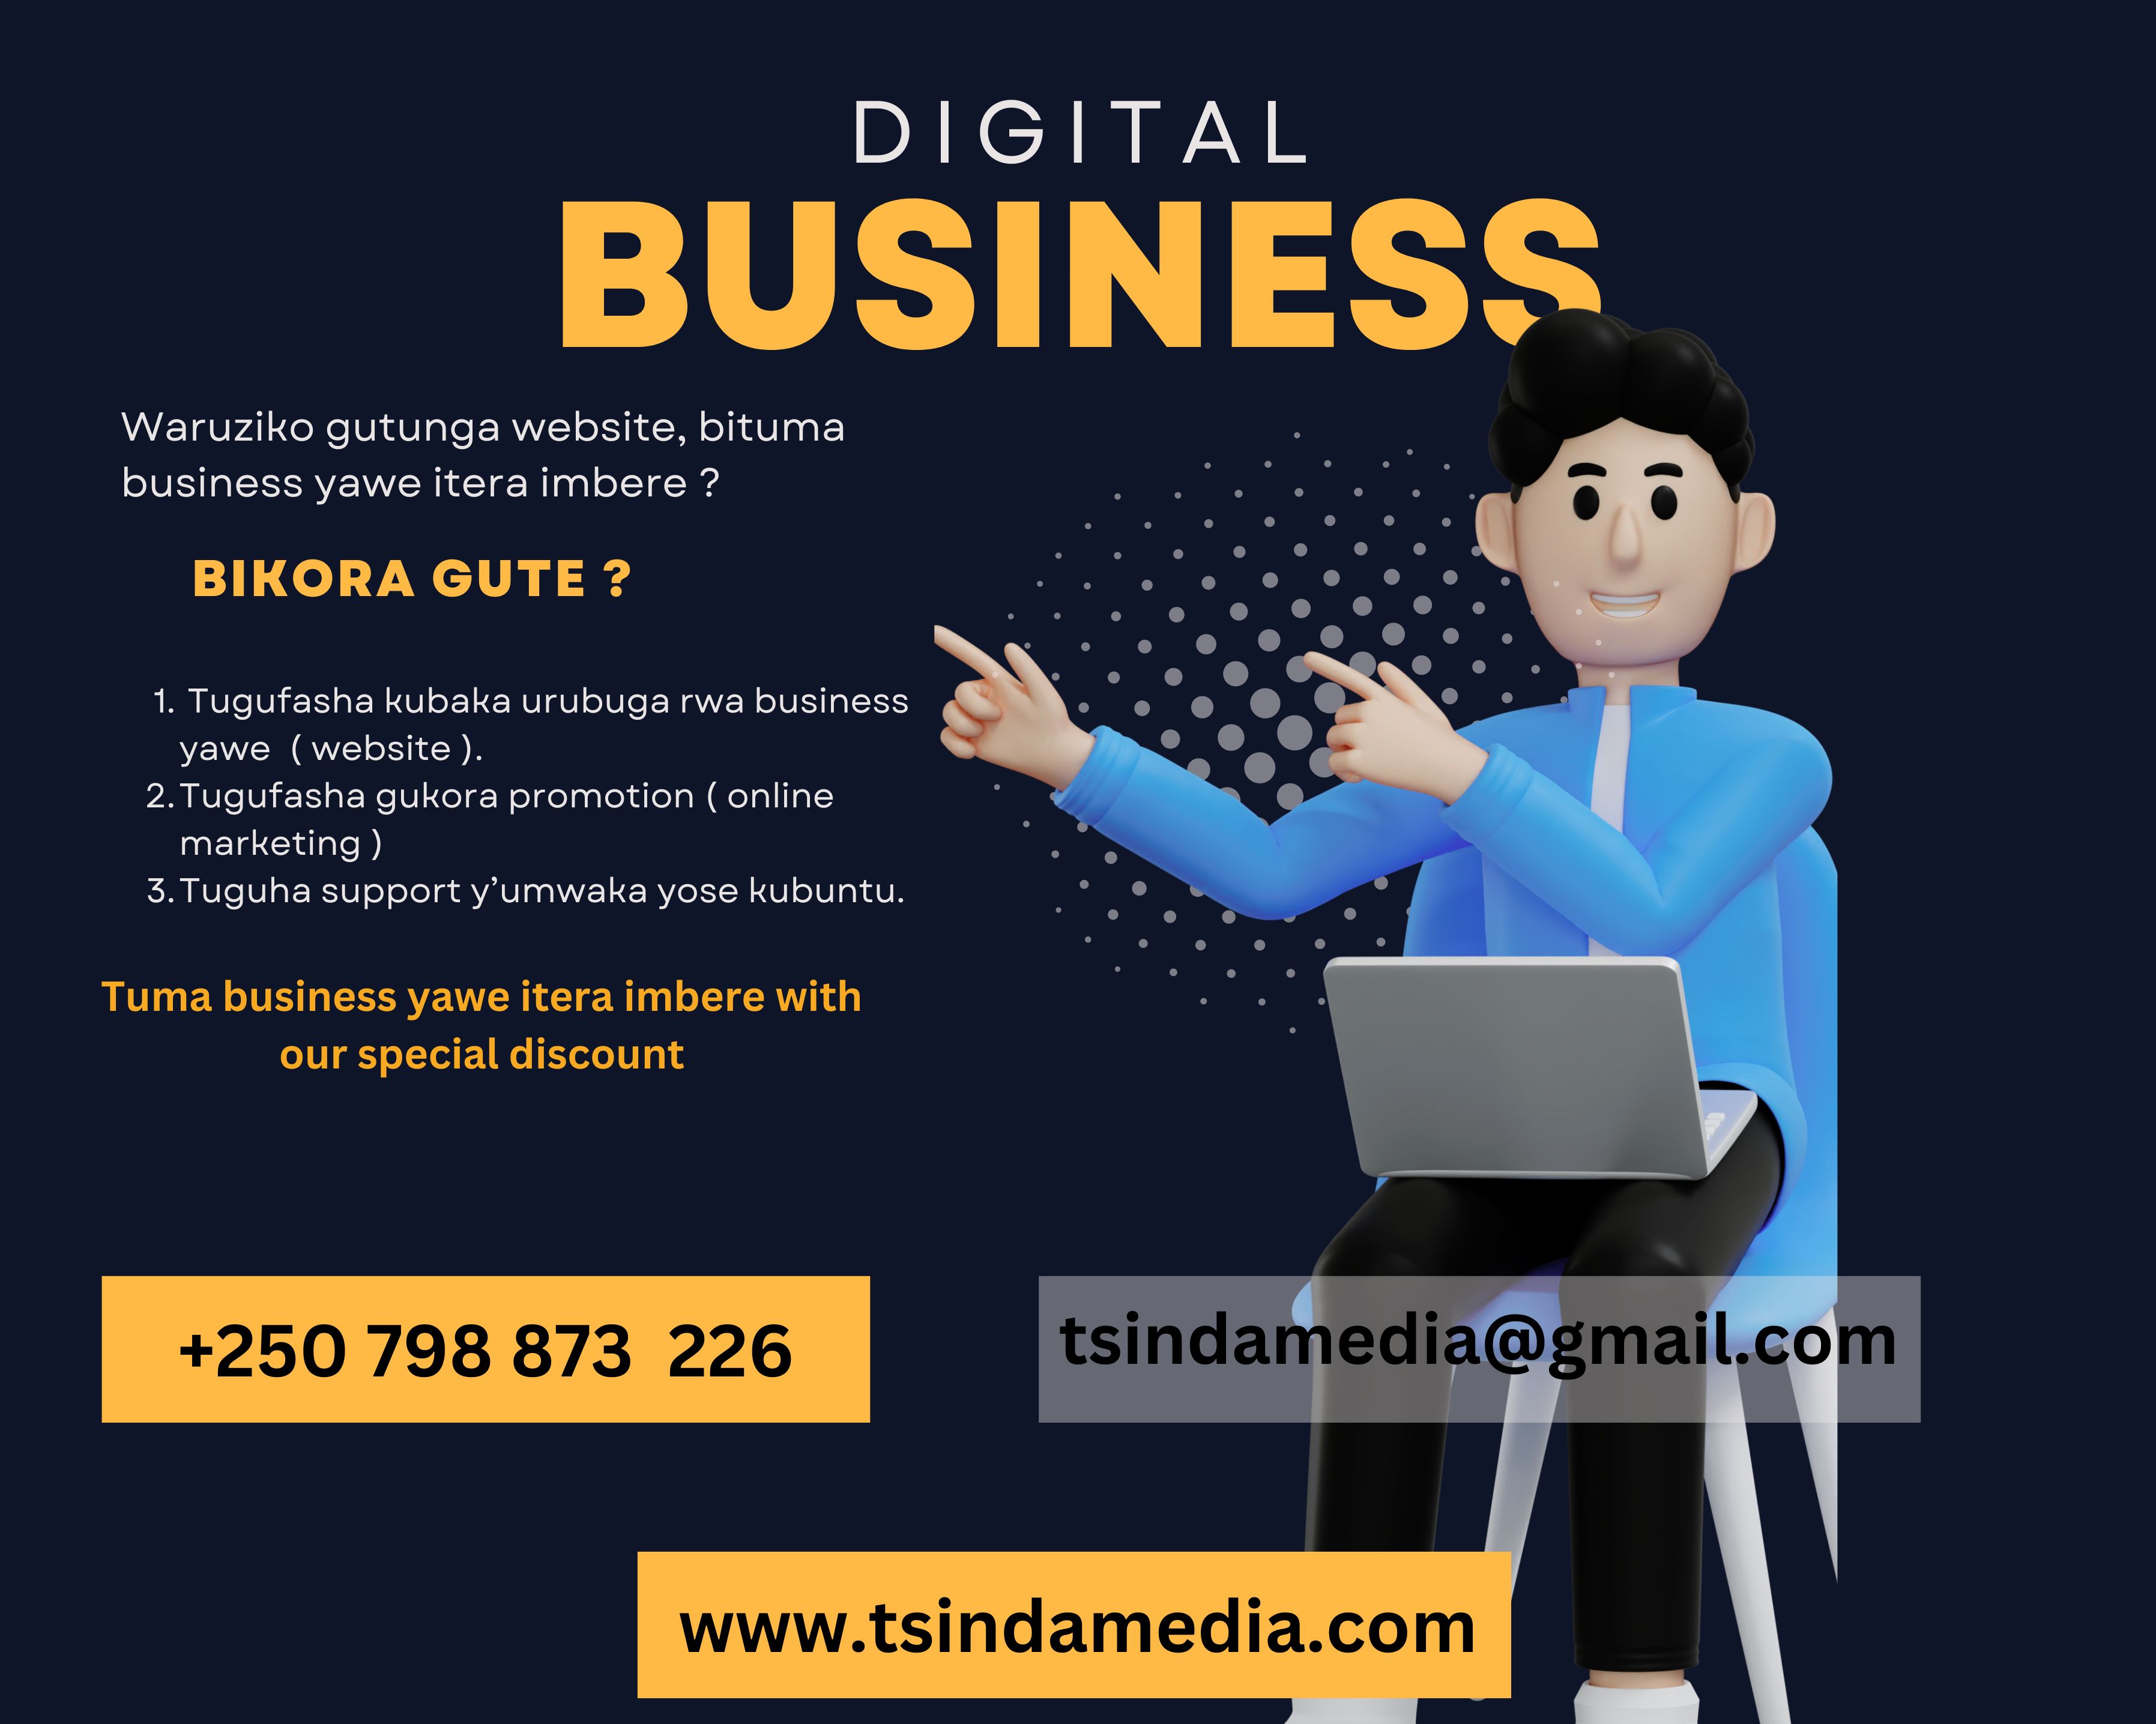 DIGITAL
BUSINESS
Waruziko gutunga website, bituma
business yawe itera imbere ?
BIKORA GUTE ?
1. Tugufasha kubaka urubuga rwa business
yawe ( website ).
2. Tugufasha gukora promotion ( online
marketing )
3. Tuguha support y’umwaka yose kubuntu.
Tuma business yawe itera imbere with
our special discount
+250 798 873 226
tsindamedia@gmail.com
www.tsindamedia.com